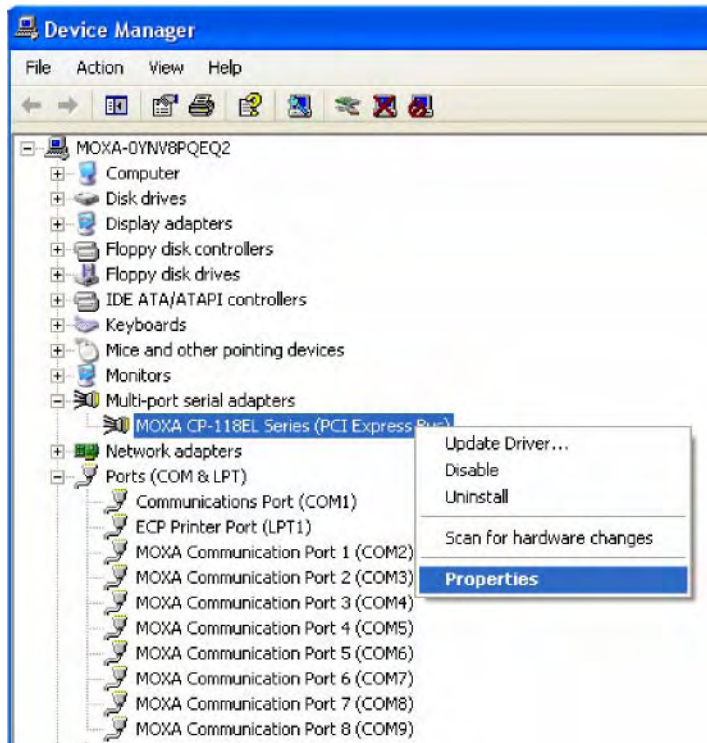 Device Manager
File Action View Help
MOXA-0YNV8PQEQ2
Computer
Disk drives
Display adapters
Floppy disk controllers
Floppy disk drives
IDE ATA/ATAPI controllers
Keyboards
Mice and other pointing devices
Monitors
Multi-port serial adapters
MOXA CP-118EL Series (PCI Express Bus)
Update Driver...
Disable
Uninstall
Scan for hardware changes
Properties
Network adapters
Ports (COM & LPT)
Communications Port (COM1)
ECP Printer Port (LPT1)
MOXA Communication Port 1 (COM2)
MOXA Communication Port 2 (COM3)
MOXA Communication Port 3 (COM4)
MOXA Communication Port 4 (COM5)
MOXA Communication Port 5 (COM6)
MOXA Communication Port 6 (COM7)
MOXA Communication Port 7 (COM8)
MOXA Communication Port 8 (COM9)